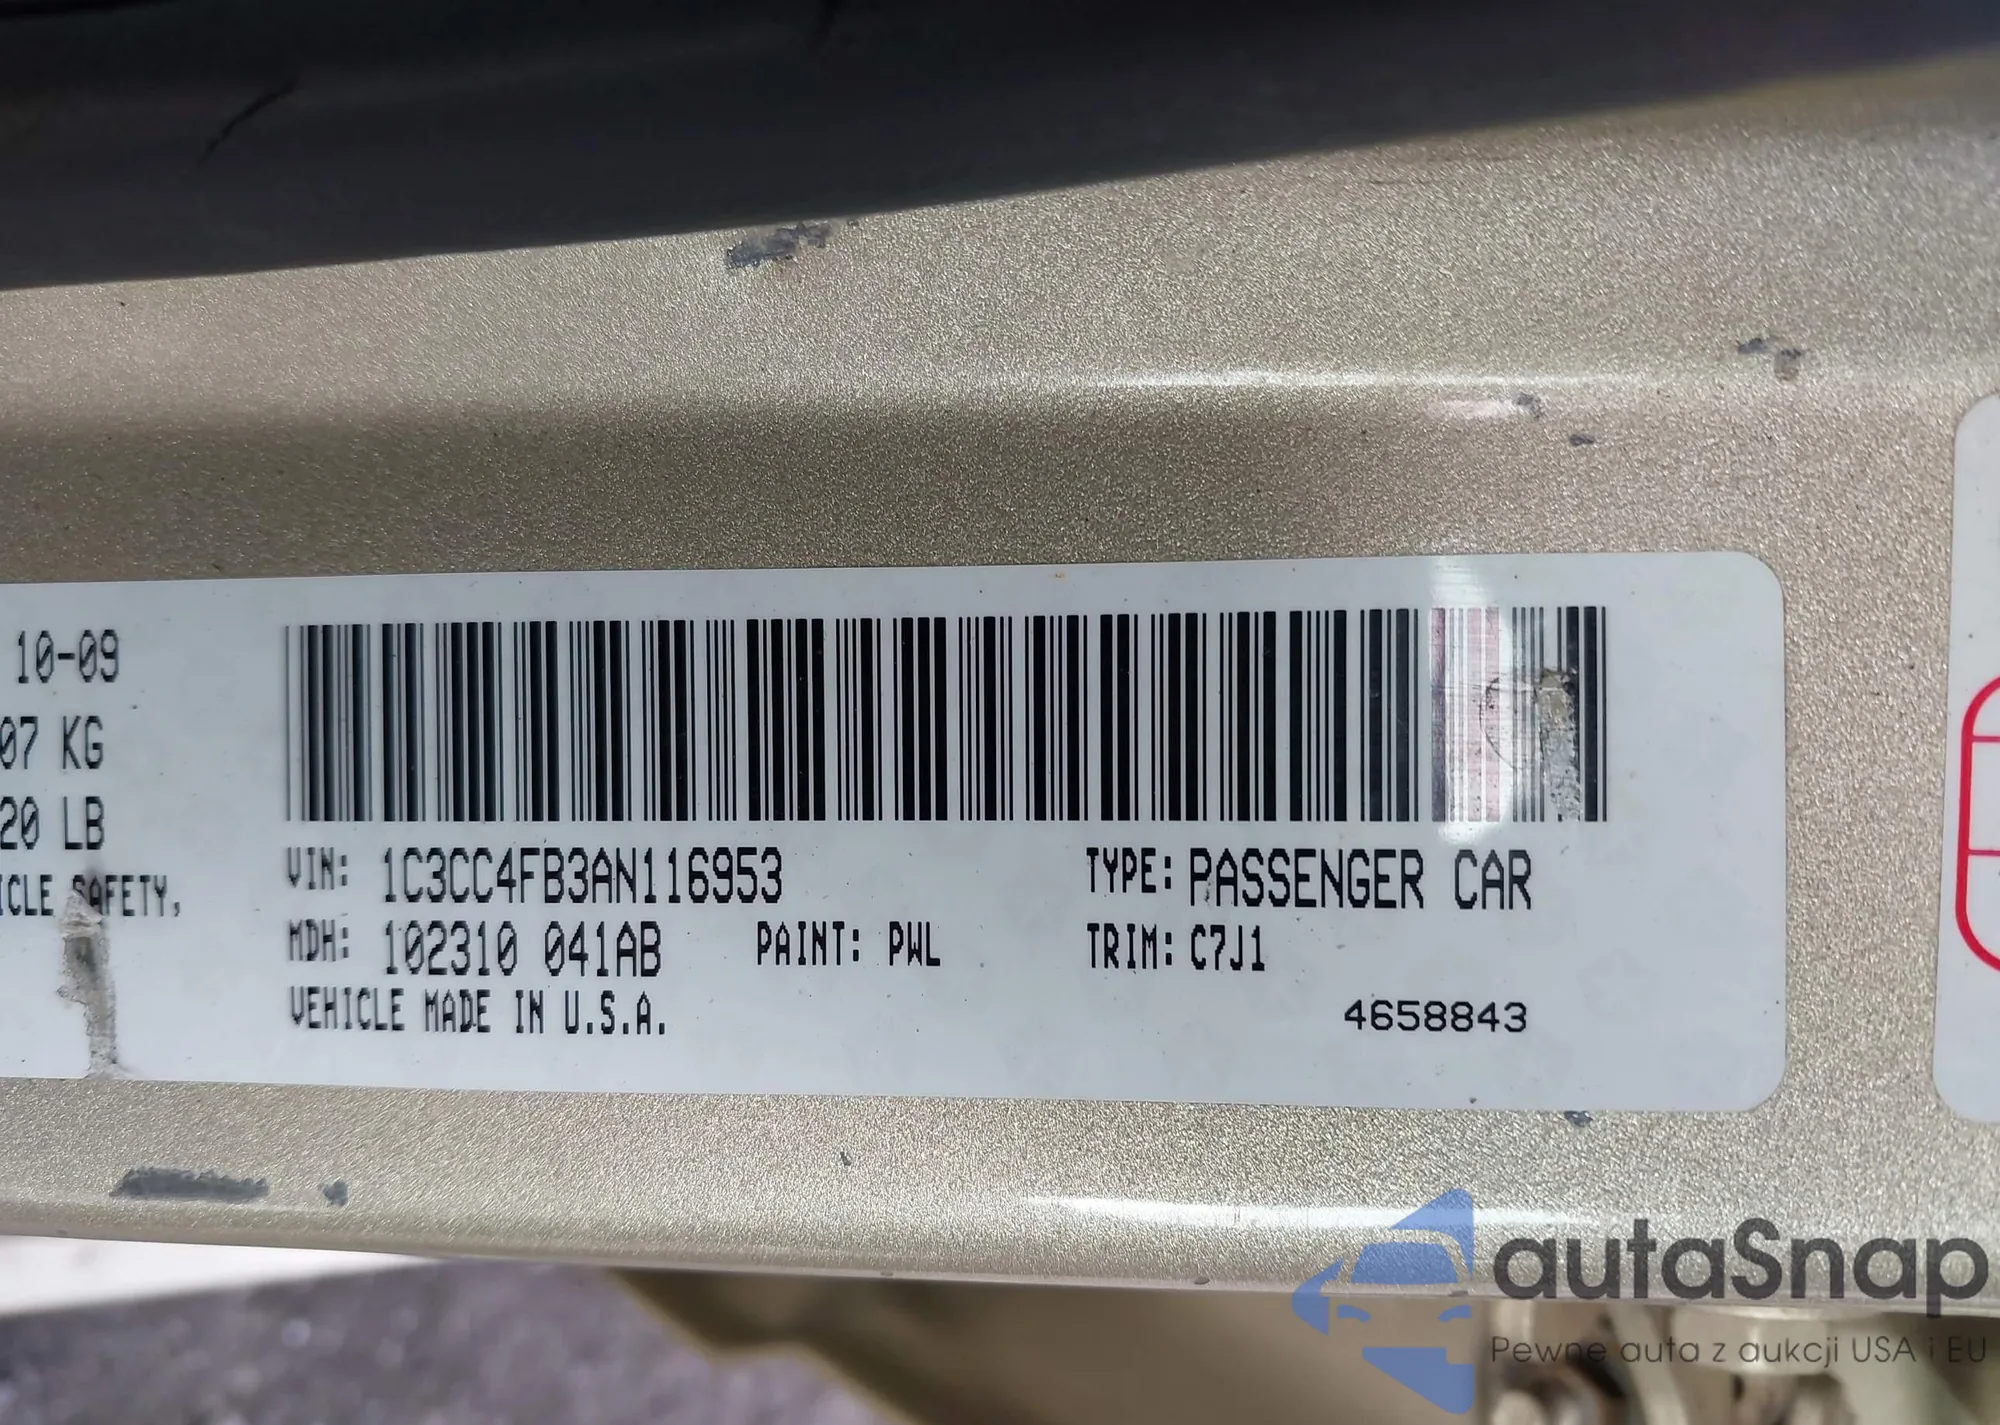 10-09
07 KG
20 LB
ICLE SAFETY,
VIN: 1C3CC4FB3AN116953
TYPE: PASSENGER CAR
MDH: 102310 041AB
PAINT: PWL
TRIM: C7J1
VEHICLE MADE IN U.S.A.
4658843
autaSnap
Pewne auta z aukcji USA i EU